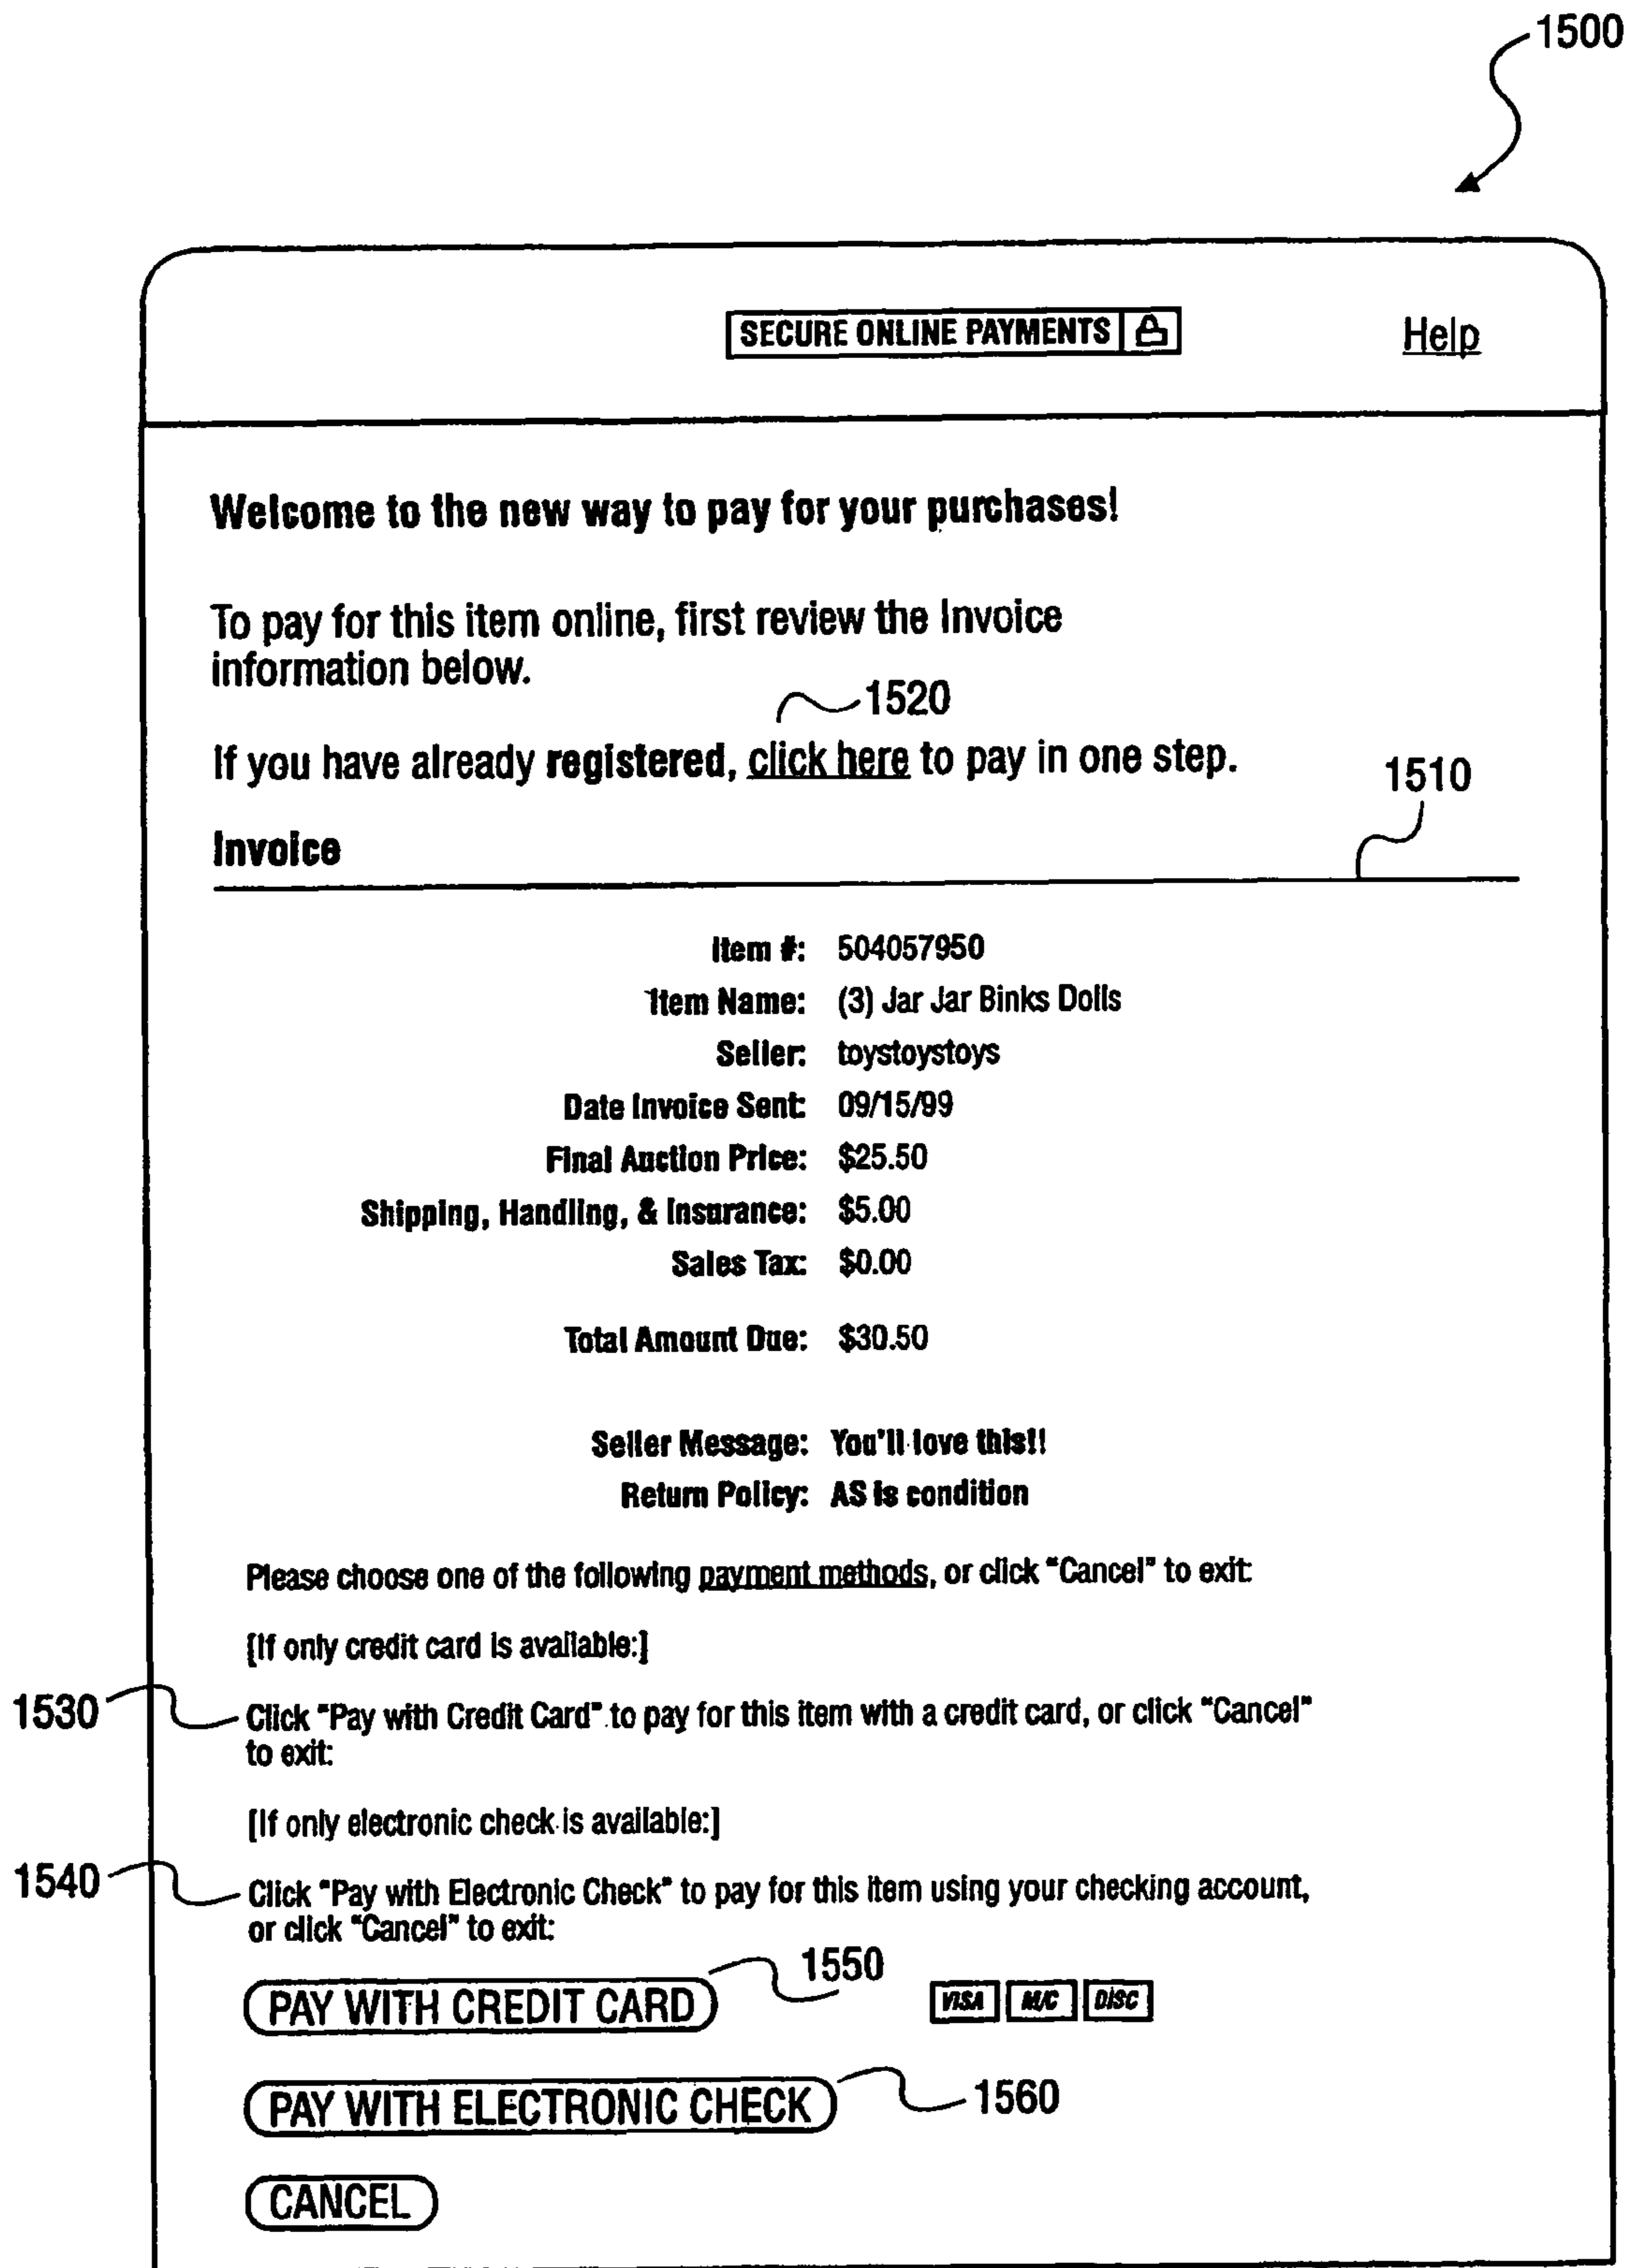 1500
SECURE ONLINE PAYMENTS
Help
Welcome to the new way to pay for your purchases!
To pay for this item online, first review the Invoice
information below.
1520
If you have already registered, click here to pay in one step.
1510
Invoice
Item #: 504057950
Item Name: (3) Jar Jar Binks Dolls
Seller: toystoystoys
Date Invoice Sent: 09/15/99
Final Auction Price: $25.50
Shipping, Handling, & Insurance: $5.00
Sales Tax: $0.00
Total Amount Due: $30.50
Seller Message: You'll love this!!
Return Policy: AS is condition
Please choose one of the following payment methods, or click "Cancel" to exit:
[If only credit card is available:]
1530 Click "Pay with Credit Card" to pay for this item with a credit card, or click "Cancel"
to exit:
[If only electronic check is available:]
1540 Click "Pay with Electronic Check" to pay for this item using your checking account,
or click "Cancel" to exit:
1550
PAY WITH CREDIT CARD VISA M/C DISC
PAY WITH ELECTRONIC CHECK 1560
CANCEL